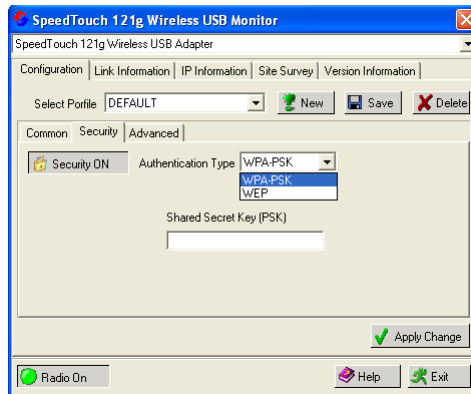 SpeedTouch 121g Wireless USB Monitor
SpeedTouch 121g Wireless USB Adapter
Configuration Link Information IP Information Site Survey Version Information
Select Porfile DEFAULT New Save Delete
Common Security Advanced
Security ON Authentication Type WPA-PSK
WPA-PSK
WEP
Shared Secret Key (PSK)
Apply Change
Radio On Help Exit